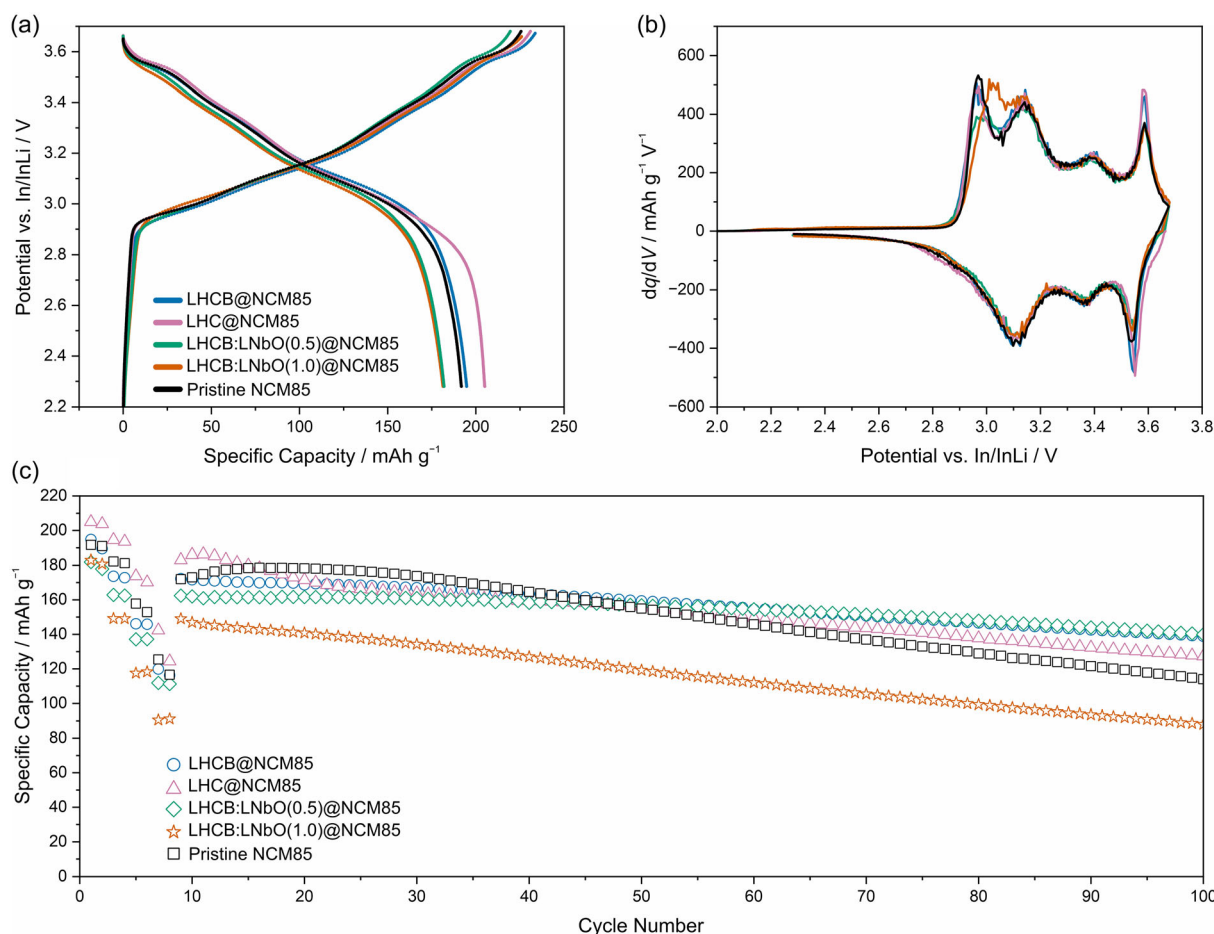 (a)
3.6
3.4
3.2
3.0
2.8
2.6
2.4
2.2
Potential vs. In/InLi / V
LHCB@NCM85
LHC@NCM85
LHCB:LNbO(0.5)@NCM85
LHCB:LNbO(1.0)@NCM85
Pristine NCM85
0 50 100 150 200 250
Specific Capacity / mAh g⁻¹
(b)
600
400
200
0
−200
−400
−600
dq/dV / mAh g⁻¹ V⁻¹
2.0 2.2 2.4 2.6 2.8 3.0 3.2 3.4 3.6 3.8
Potential vs. In/InLi / V
(c)
220
200
180
160
140
120
100
80
60
40
20
0
Specific Capacity / mAh g⁻¹
LHCB@NCM85
LHC@NCM85
LHCB:LNbO(0.5)@NCM85
LHCB:LNbO(1.0)@NCM85
Pristine NCM85
0 10 20 30 40 50 60 70 80 90 100
Cycle Number